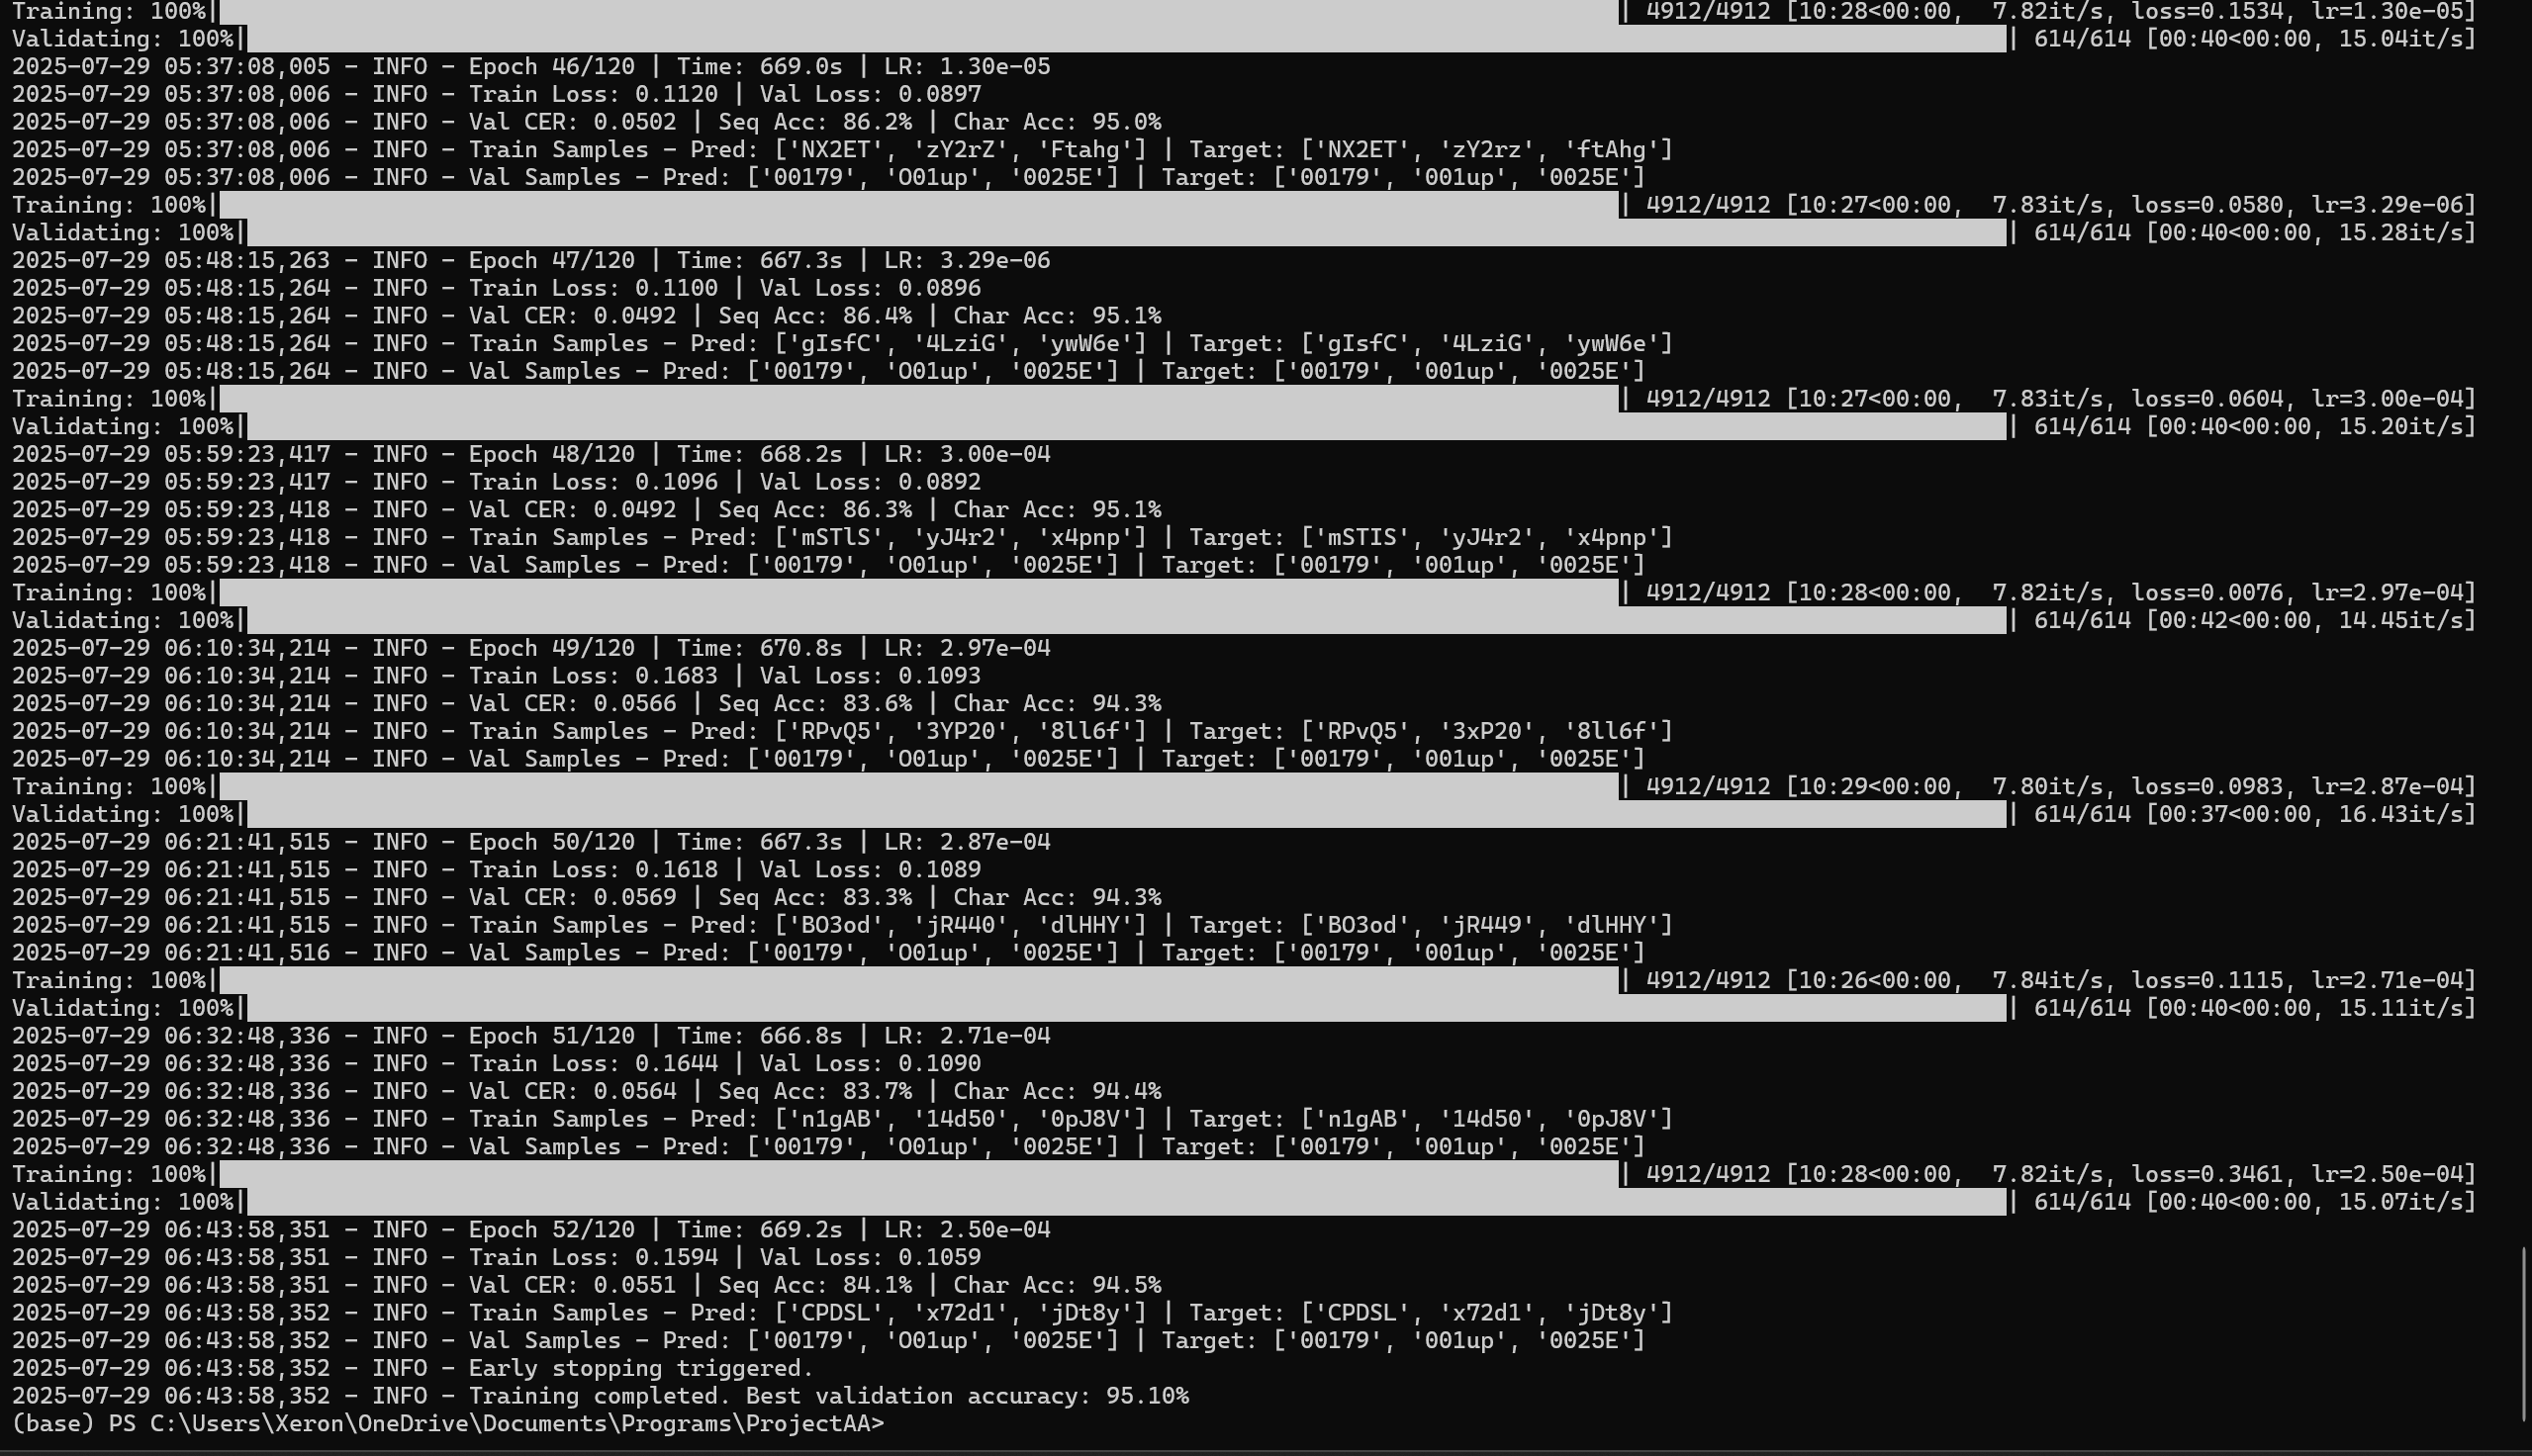 Training: 100%| | 4912/4912 [10:28<00:00,  7.82it/s, loss=0.1534, lr=1.30e-05]
Validating: 100%| | 614/614 [00:40<00:00, 15.04it/s]
2025-07-29 05:37:08,005 - INFO - Epoch 46/120 | Time: 669.0s | LR: 1.30e-05
2025-07-29 05:37:08,006 - INFO - Train Loss: 0.1120 | Val Loss: 0.0897
2025-07-29 05:37:08,006 - INFO - Val CER: 0.0502 | Seq Acc: 86.2% | Char Acc: 95.0%
2025-07-29 05:37:08,006 - INFO - Train Samples - Pred: ['NX2ET', 'zY2rZ', 'Ftahg'] | Target: ['NX2ET', 'zY2rz', 'ftAhg']
2025-07-29 05:37:08,006 - INFO - Val Samples - Pred: ['00179', 'O01up', '0025E'] | Target: ['00179', '001up', '0025E']
Training: 100%| | 4912/4912 [10:27<00:00,  7.83it/s, loss=0.0580, lr=3.29e-06]
Validating: 100%| | 614/614 [00:40<00:00, 15.28it/s]
2025-07-29 05:48:15,263 - INFO - Epoch 47/120 | Time: 667.3s | LR: 3.29e-06
2025-07-29 05:48:15,264 - INFO - Train Loss: 0.1100 | Val Loss: 0.0896
2025-07-29 05:48:15,264 - INFO - Val CER: 0.0492 | Seq Acc: 86.4% | Char Acc: 95.1%
2025-07-29 05:48:15,264 - INFO - Train Samples - Pred: ['gIsfC', '4LziG', 'ywW6e'] | Target: ['gIsfC', '4LziG', 'ywW6e']
2025-07-29 05:48:15,264 - INFO - Val Samples - Pred: ['00179', 'O01up', '0025E'] | Target: ['00179', '001up', '0025E']
Training: 100%| | 4912/4912 [10:27<00:00,  7.83it/s, loss=0.0604, lr=3.00e-04]
Validating: 100%| | 614/614 [00:40<00:00, 15.20it/s]
2025-07-29 05:59:23,417 - INFO - Epoch 48/120 | Time: 668.2s | LR: 3.00e-04
2025-07-29 05:59:23,417 - INFO - Train Loss: 0.1096 | Val Loss: 0.0892
2025-07-29 05:59:23,418 - INFO - Val CER: 0.0492 | Seq Acc: 86.3% | Char Acc: 95.1%
2025-07-29 05:59:23,418 - INFO - Train Samples - Pred: ['mSTlS', 'yJ4r2', 'x4pnp'] | Target: ['mSTIS', 'yJ4r2', 'x4pnp']
2025-07-29 05:59:23,418 - INFO - Val Samples - Pred: ['00179', 'O01up', '0025E'] | Target: ['00179', '001up', '0025E']
Training: 100%| | 4912/4912 [10:28<00:00,  7.82it/s, loss=0.0076, lr=2.97e-04]
Validating: 100%| | 614/614 [00:42<00:00, 14.45it/s]
2025-07-29 06:10:34,214 - INFO - Epoch 49/120 | Time: 670.8s | LR: 2.97e-04
2025-07-29 06:10:34,214 - INFO - Train Loss: 0.1683 | Val Loss: 0.1093
2025-07-29 06:10:34,214 - INFO - Val CER: 0.0566 | Seq Acc: 83.6% | Char Acc: 94.3%
2025-07-29 06:10:34,214 - INFO - Train Samples - Pred: ['RPvQ5', '3YP20', '8ll6f'] | Target: ['RPvQ5', '3xP20', '8ll6f']
2025-07-29 06:10:34,214 - INFO - Val Samples - Pred: ['00179', 'O01up', '0025E'] | Target: ['00179', '001up', '0025E']
Training: 100%| | 4912/4912 [10:29<00:00,  7.80it/s, loss=0.0983, lr=2.87e-04]
Validating: 100%| | 614/614 [00:37<00:00, 16.43it/s]
2025-07-29 06:21:41,515 - INFO - Epoch 50/120 | Time: 667.3s | LR: 2.87e-04
2025-07-29 06:21:41,515 - INFO - Train Loss: 0.1618 | Val Loss: 0.1089
2025-07-29 06:21:41,515 - INFO - Val CER: 0.0569 | Seq Acc: 83.3% | Char Acc: 94.3%
2025-07-29 06:21:41,515 - INFO - Train Samples - Pred: ['BO3od', 'jR440', 'dlHHY'] | Target: ['BO3od', 'jR449', 'dlHHY']
2025-07-29 06:21:41,516 - INFO - Val Samples - Pred: ['00179', 'O01up', '0025E'] | Target: ['00179', '001up', '0025E']
Training: 100%| | 4912/4912 [10:26<00:00,  7.84it/s, loss=0.1115, lr=2.71e-04]
Validating: 100%| | 614/614 [00:40<00:00, 15.11it/s]
2025-07-29 06:32:48,336 - INFO - Epoch 51/120 | Time: 666.8s | LR: 2.71e-04
2025-07-29 06:32:48,336 - INFO - Train Loss: 0.1644 | Val Loss: 0.1090
2025-07-29 06:32:48,336 - INFO - Val CER: 0.0564 | Seq Acc: 83.7% | Char Acc: 94.4%
2025-07-29 06:32:48,336 - INFO - Train Samples - Pred: ['n1gAB', '14d50', '0pJ8V'] | Target: ['n1gAB', '14d50', '0pJ8V']
2025-07-29 06:32:48,336 - INFO - Val Samples - Pred: ['00179', 'O01up', '0025E'] | Target: ['00179', '001up', '0025E']
Training: 100%| | 4912/4912 [10:28<00:00,  7.82it/s, loss=0.3461, lr=2.50e-04]
Validating: 100%| | 614/614 [00:40<00:00, 15.07it/s]
2025-07-29 06:43:58,351 - INFO - Epoch 52/120 | Time: 669.2s | LR: 2.50e-04
2025-07-29 06:43:58,351 - INFO - Train Loss: 0.1594 | Val Loss: 0.1059
2025-07-29 06:43:58,351 - INFO - Val CER: 0.0551 | Seq Acc: 84.1% | Char Acc: 94.5%
2025-07-29 06:43:58,352 - INFO - Train Samples - Pred: ['CPDSL', 'x72d1', 'jDt8y'] | Target: ['CPDSL', 'x72d1', 'jDt8y']
2025-07-29 06:43:58,352 - INFO - Val Samples - Pred: ['00179', 'O01up', '0025E'] | Target: ['00179', '001up', '0025E']
2025-07-29 06:43:58,352 - INFO - Early stopping triggered.
2025-07-29 06:43:58,352 - INFO - Training completed. Best validation accuracy: 95.10%
(base) PS C:\Users\Xeron\OneDrive\Documents\Programs\ProjectAA>